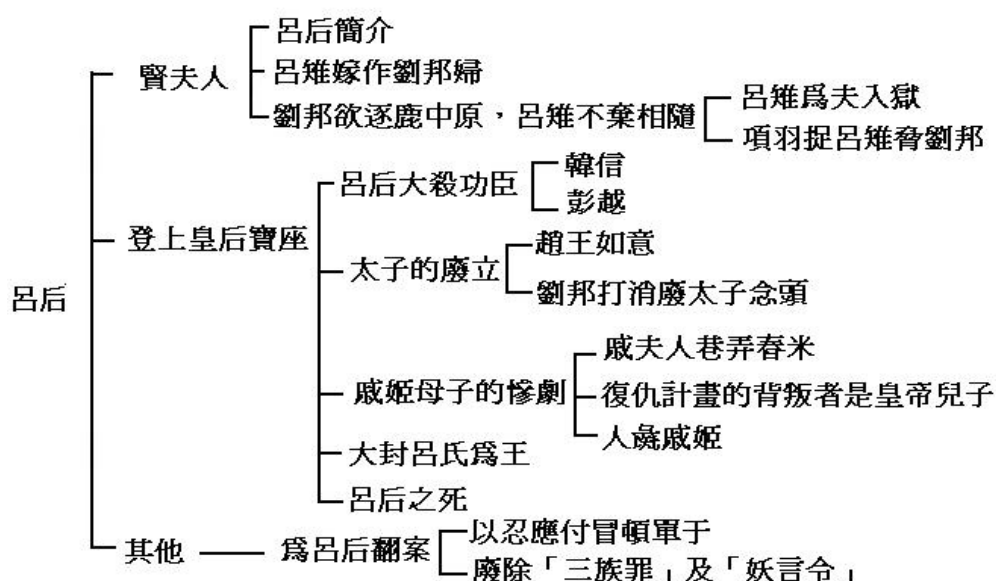 呂后
賢夫人
呂后簡介
呂雉嫁作劉邦婦
劉邦欲逐鹿中原，呂雉不棄相隨
呂雉爲夫入獄
項羽捉呂雉脅劉邦
登上皇后寶座
呂后大殺功臣
韓信
彭越
太子的廢立
趙王如意
劉邦打消廢太子念頭
戚姬母子的慘劇
戚夫人巷弄舂米
復仇計畫的背叛者是皇帝兒子
人彘戚姬
大封呂氏爲王
呂后之死
其他
爲呂后翻案
以忍應付冒頓單于
廢除「三族罪」及「妖言令」